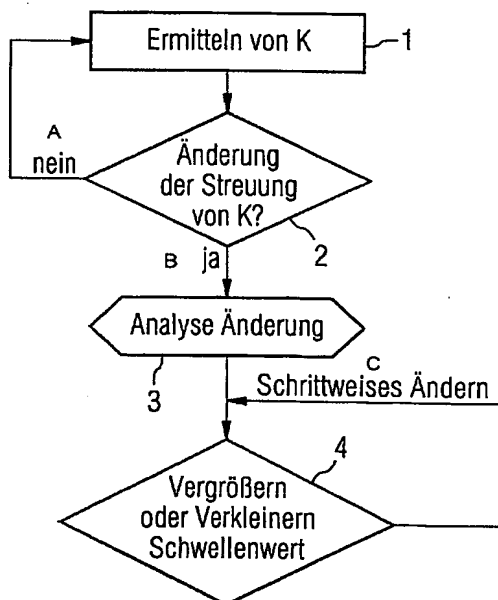 Ermitteln von K
1
A
nein
Änderung
der Streuung
von K?
2
B ja
Analyse Änderung
3
C
Schrittweises Ändern
4
Vergrößern
oder Verkleinern
Schwellenwert